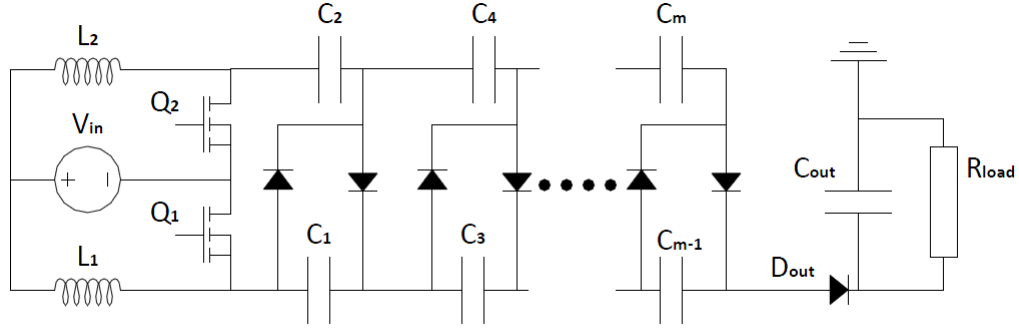 C₂ C₄ Cₘ
L₂
Q₂
Vᵢₙ
+ −
Cₒᵤₜ Rₗₒₐd
Q₁
L₁ C₁ C₃ Cₘ₋₁
Dₒᵤₜ